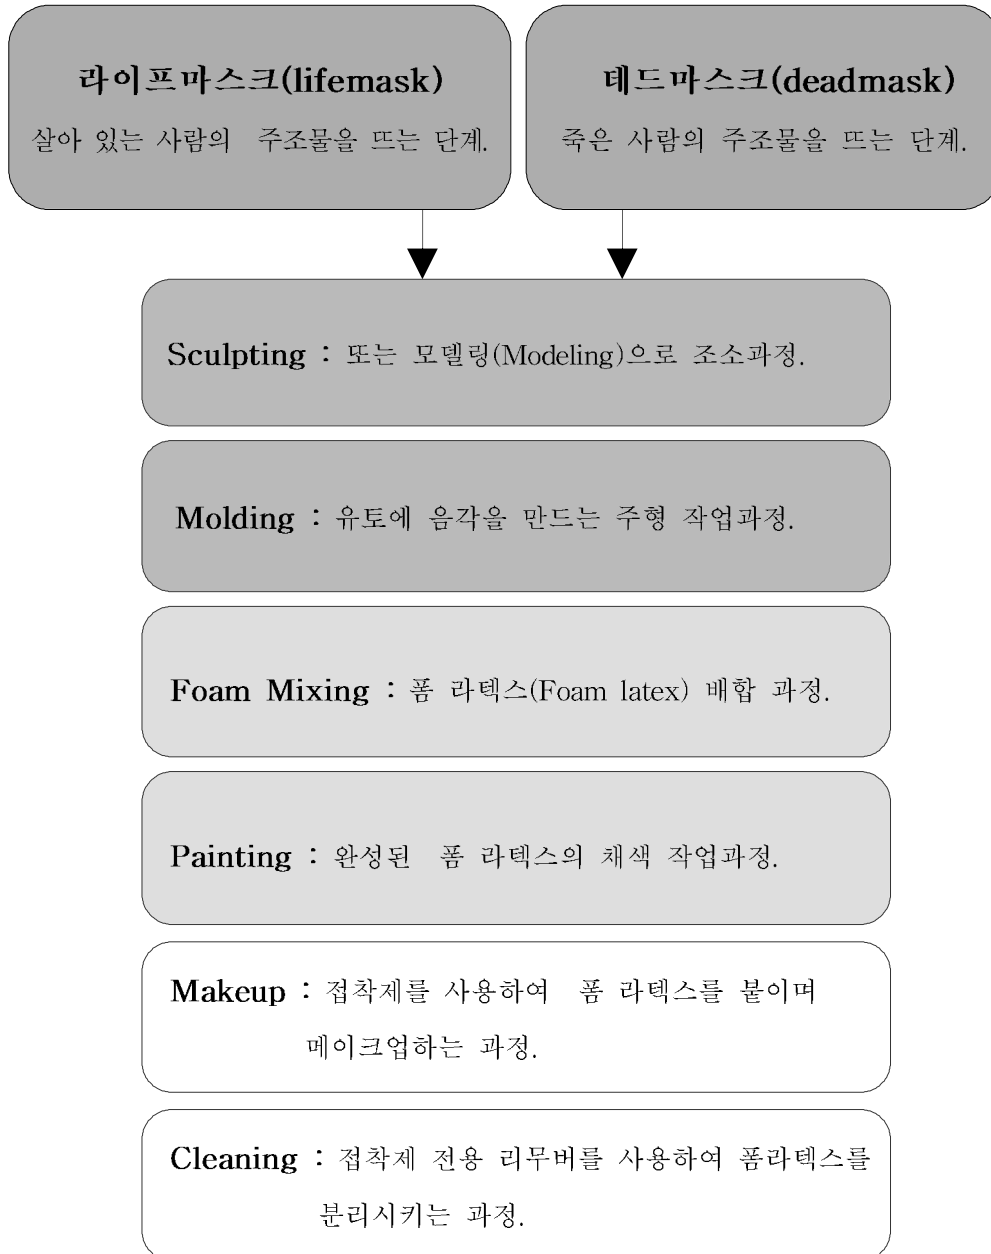 라이프마스크(lifemask)
살아 있는 사람의 주조물을 뜨는 단계.
데드마스크(deadmask)
죽은 사람의 주조물을 뜨는 단계.
Sculpting : 또는 모델링(Modeling)으로 조소과정.
Molding : 유토에 음각을 만드는 주형 작업과정.
Foam Mixing : 폼 라텍스(Foam latex) 배합 과정.
Painting : 완성된 폼 라텍스의 채색 작업과정.
Makeup : 접착제를 사용하여 폼 라텍스를 붙이며
메이크업하는 과정.
Cleaning : 접착제 전용 리무버를 사용하여 폼라텍스를
분리시키는 과정.